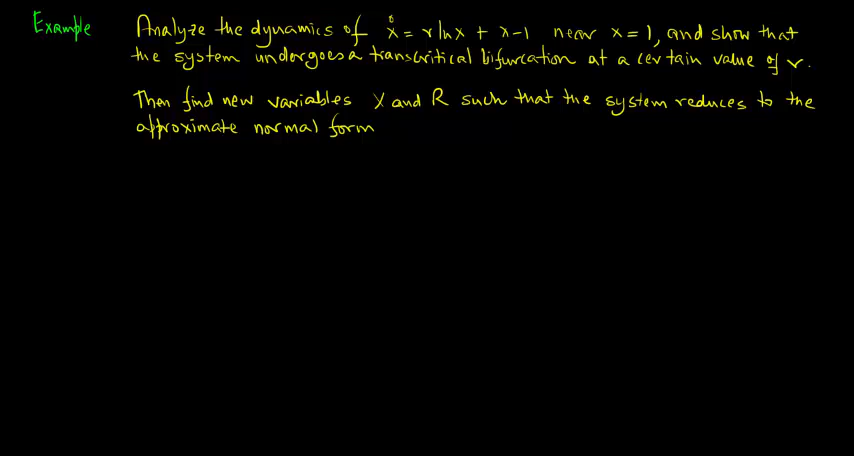 Example Analyze the dynamics of ẋ = r ln x + x - 1 near x = 1, and show that
the system undergoes a transcritical bifurcation at a certain value of r.
Then find new variables X and R such that the system reduces to the
approximate normal form